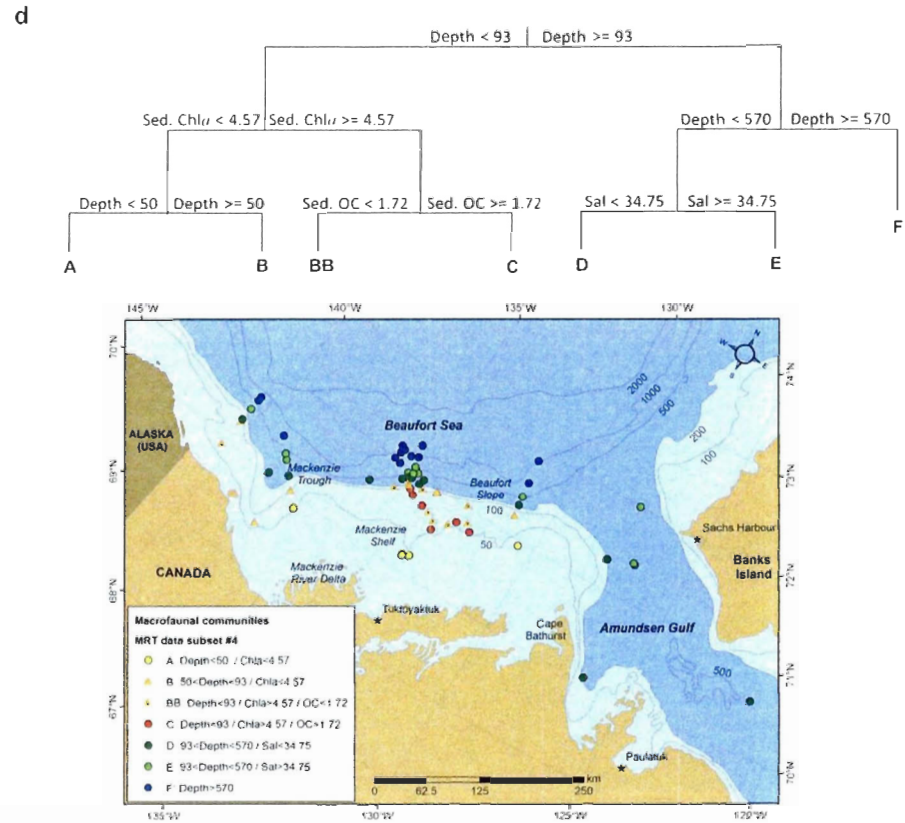 d
Depth < 93 Depth >= 93
Sed. Chla < 4.57 Sed. Chla >= 4.57
Depth < 570 Depth >= 570
Depth < 50 Depth >= 50
Sed. OC < 1.72 Sed. OC >= 1.72
Sal < 34.75 Sal >= 34.75
F
A B BB C D E
145°W 140°W 135°W 130°W
70°N
74°N
N
W
E
S
2000
1000
500
Beaufort Sea
ALASKA
(USA)
200
100
69°N
Mackenzie
Trough
Beaufort
Slope
73°N
100
Sachs Harbour
Mackenzie
Shelf
50
Banks
Island
CANADA
Mackenzie
River Delta
72°N
68°N
Macrofaunal communities
MRT data subset #4
A Depth<50 / Chla<4 57
B 50<Depth<93 / Chla<4 57
BB Depth<93 / Chla>4 57 / OC<1 72
C Depth<93 / Chla>4 57 / OC>1 72
D 93<Depth<570 / Sal<34 75
E 93<Depth<570 / Sal>34 75
F Depth>570
Tuktoyaktuk
Cape
Bathurst
Amundsen Gulf
500
71°N
67°N
Paulatuk
70°N
km
0 62.5 125 250
135°W 130°W 125°W 120°W